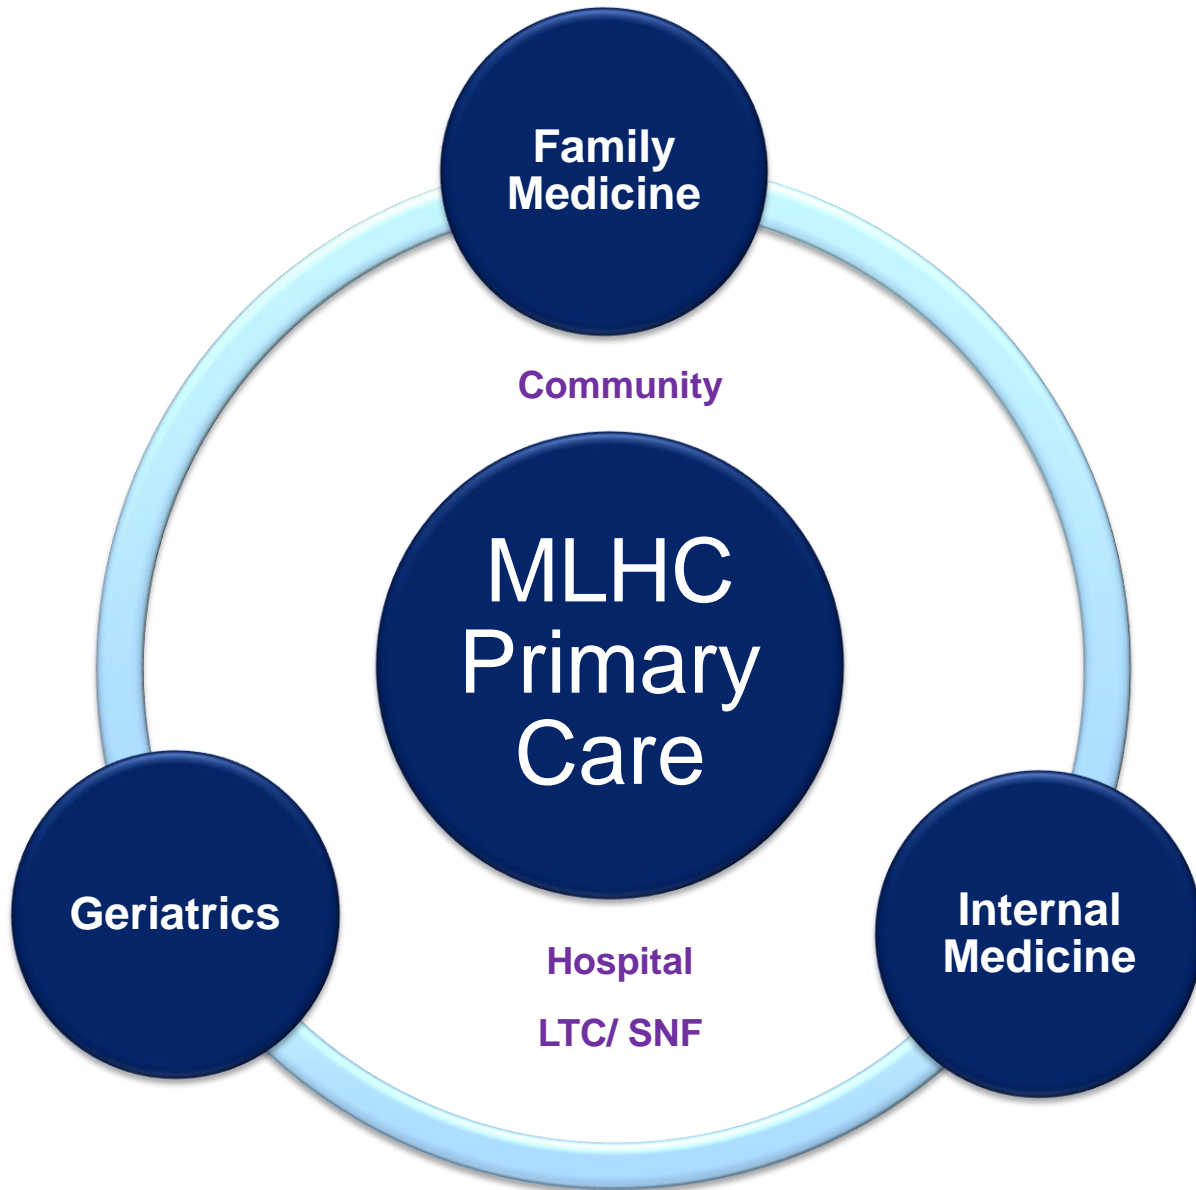 Family
Medicine
Community
MLHC
Primary
Care
Geriatrics
Internal
Medicine
Hospital
LTC/ SNF